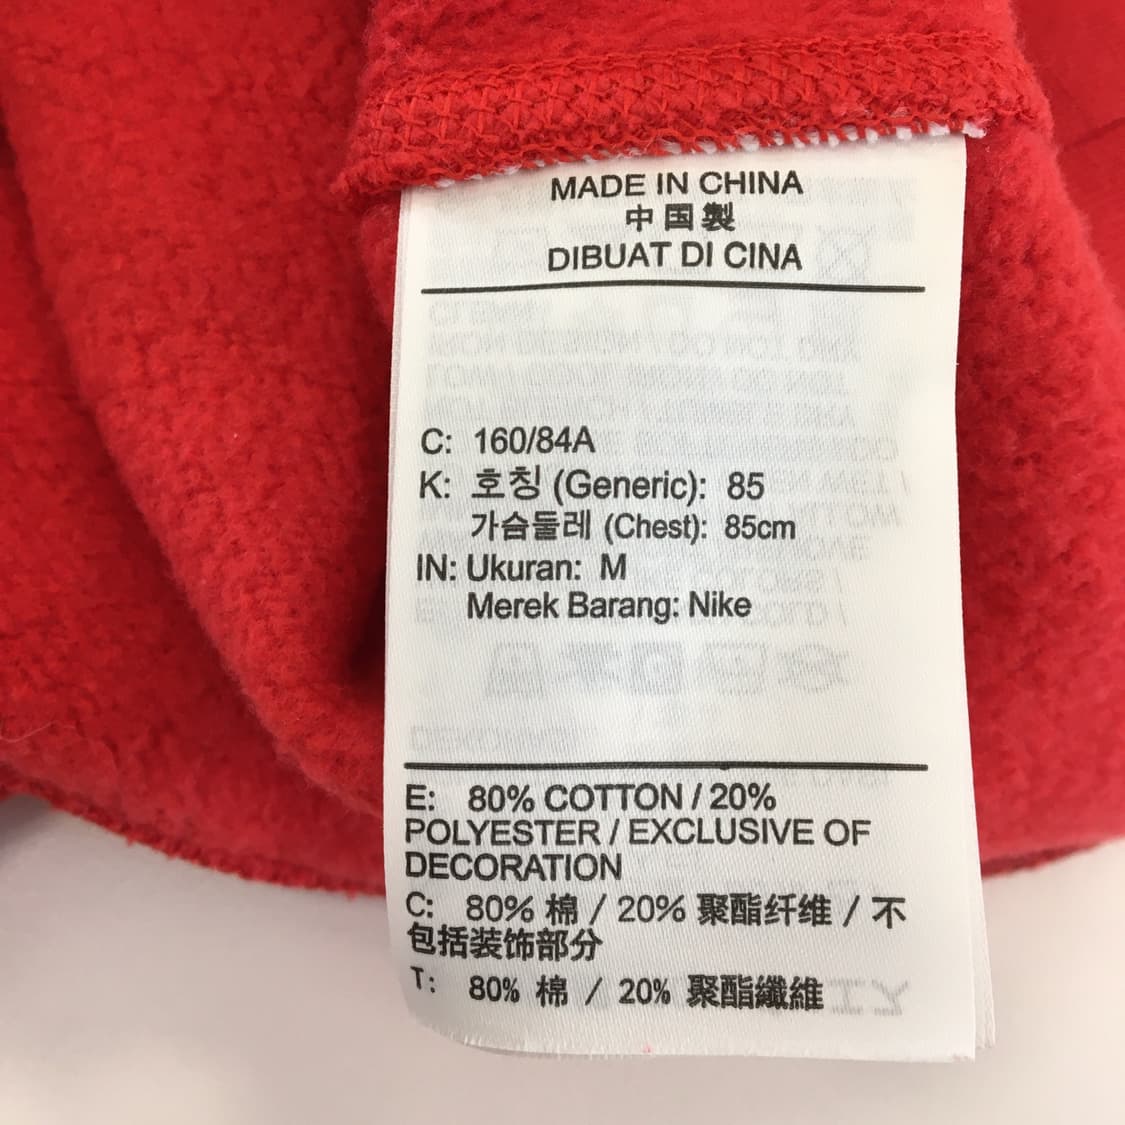 MADE IN CHINA
中国製
DIBUAT DI CINA
C: 160/84A
K: 호칭 (Generic): 85
가슴둘레 (Chest): 85cm
IN: Ukuran: M
Merek Barang: Nike
E: 80% COTTON / 20%
POLYESTER / EXCLUSIVE OF
DECORATION
C: 80% 棉 / 20% 聚酯纤维 / 不
包括装饰部分
T: 80% 棉 / 20% 聚酯纖維